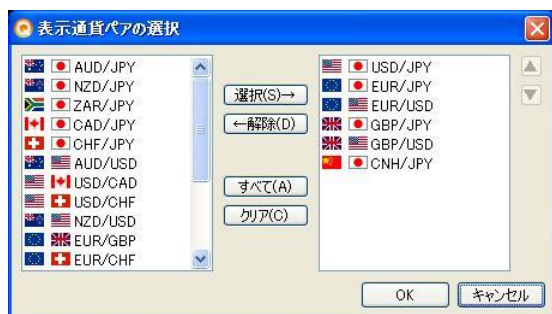 表示通貨ペアの選択
AUD/JPY
NZD/JPY
ZAR/JPY
CAD/JPY
CHF/JPY
AUD/USD
USD/CAD
USD/CHF
NZD/USD
EUR/GBP
EUR/CHF
選択(S)→
←解除(D)
すべて(A)
クリア(C)
USD/JPY
EUR/JPY
EUR/USD
GBP/JPY
GBP/USD
CNH/JPY
OK
キャンセル